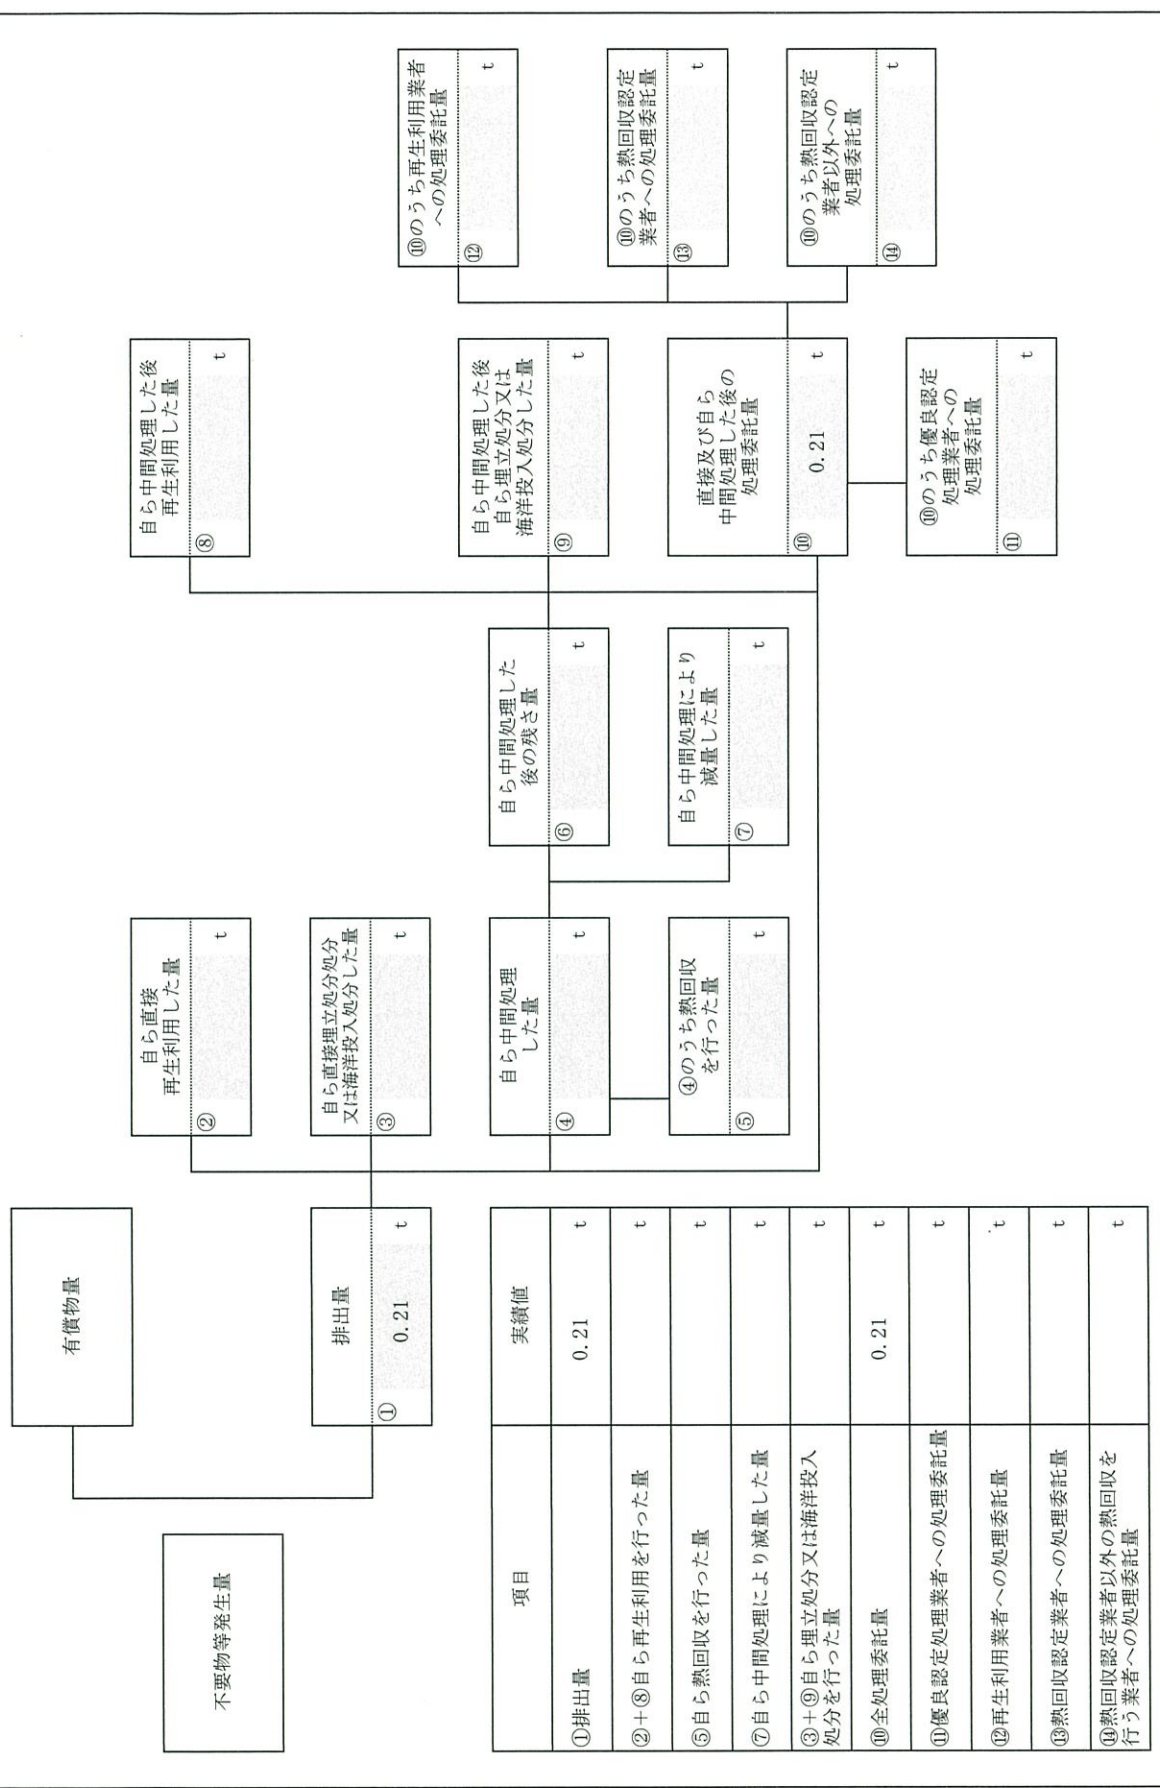 有償物量
不要物等発生量
排出量
① 0.21 t
自ら直接
再生利用した量
② t
自ら直接埋立処分処分
又は海洋投入処分した量
③ t
自ら中間処理
した量
④ t
④のうち熱回収
を行った量
⑤ t
自ら中間処理した
後の残さ量
⑥ t
自ら中間処理により
減量した量
⑦ t
自ら中間処理した後
再生利用した量
⑧ t
自ら中間処理した後
自ら埋立処分又は
海洋投入処分した量
⑨ t
直接及び自ら
中間処理した後の
処理委託量
⑩ 0.21 t
⑩のうち優良認定
処理業者への
処理委託量
⑪ t
⑩のうち再生利用業者
への処理委託量
⑫ t
⑩のうち熱回収認定
業者への処理委託量
⑬ t
⑩のうち熱回収認定
業者以外への
処理委託量
⑭ t
項目 実績値
①排出量 0.21 t
②+⑧自ら再生利用を行った量 t
⑤自ら熱回収を行った量 t
⑦自ら中間処理により減量した量 t
③+⑨自ら埋立処分又は海洋投入
処分を行った量 t
⑩全処理委託量 0.21 t
⑪優良認定処理業者への処理委託量 t
⑫再生利用業者への処理委託量 t
⑬熱回収認定業者への処理委託量 t
⑭熱回収認定業者以外の熱回収を
行う業者への処理委託量 t